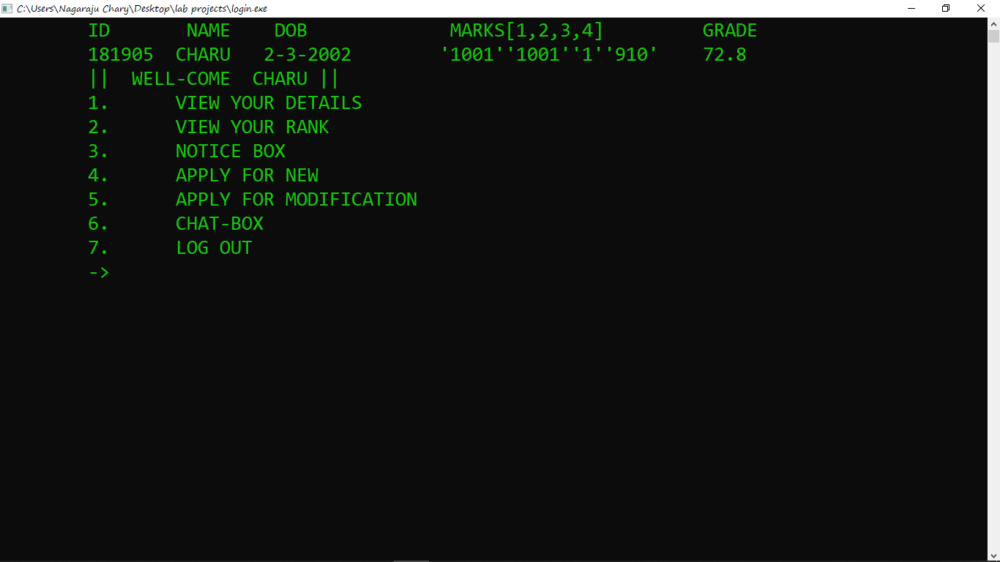 C:\Users\Nagaraju Chary\Desktop\lab projects\login.exe
ID NAME DOB MARKS[1,2,3,4] GRADE
181905 CHARU 2-3-2002 '1001''1001''1''910' 72.8
|| WELL-COME CHARU ||
1. VIEW YOUR DETAILS
2. VIEW YOUR RANK
3. NOTICE BOX
4. APPLY FOR NEW
5. APPLY FOR MODIFICATION
6. CHAT-BOX
7. LOG OUT
->